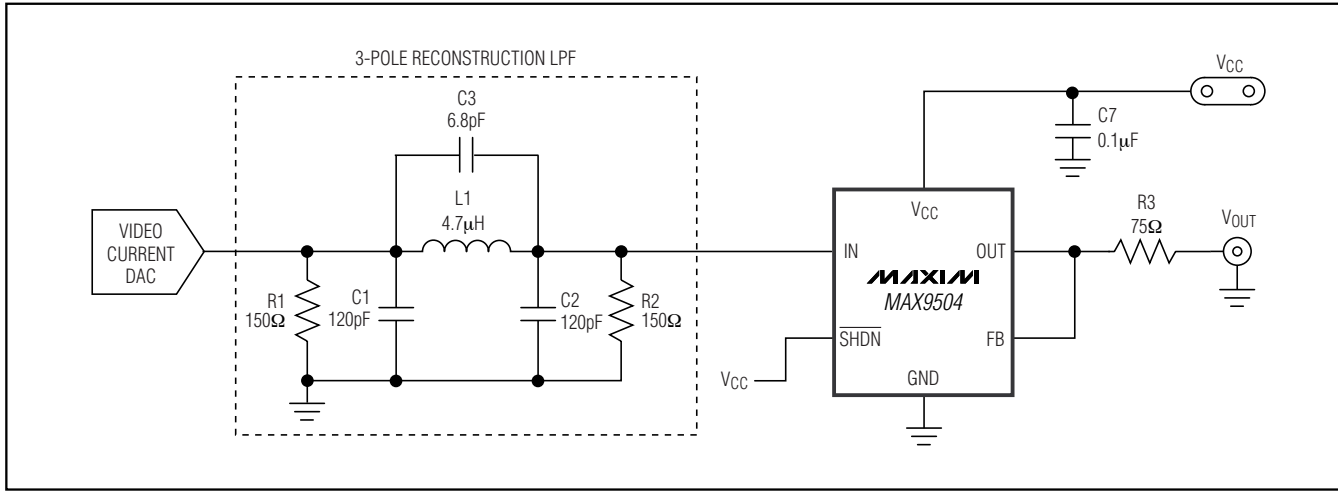 3-POLE RECONSTRUCTION LPF
C3
6.8pF
L1
4.7µH
VIDEO
CURRENT
DAC
R1
150Ω
C1
120pF
C2
120pF
R2
150Ω
VCC
C7
0.1µF
VCC
IN
OUT
MAXIM
MAX9504
SHDN
FB
GND
VCC
R3
75Ω
VOUT